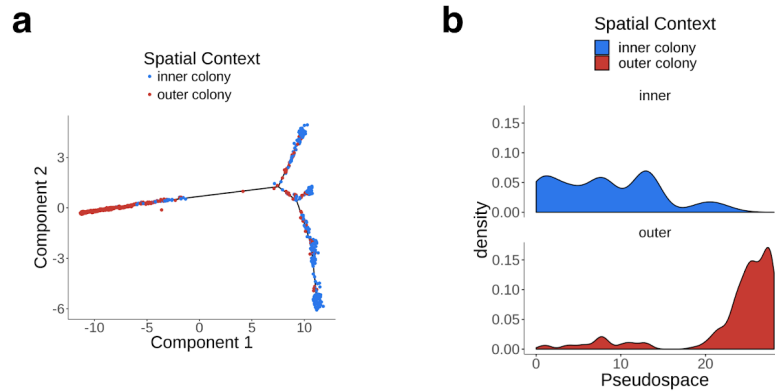 a
Spatial Context
inner colony
outer colony
3
0
-3
-6
Component 2
-10
-5
0
5
10
Component 1
b
Spatial Context
inner colony
outer colony
inner
0.15
0.10
0.05
0.00
outer
0.15
0.10
0.05
0.00
density
0
10
20
Pseudospace